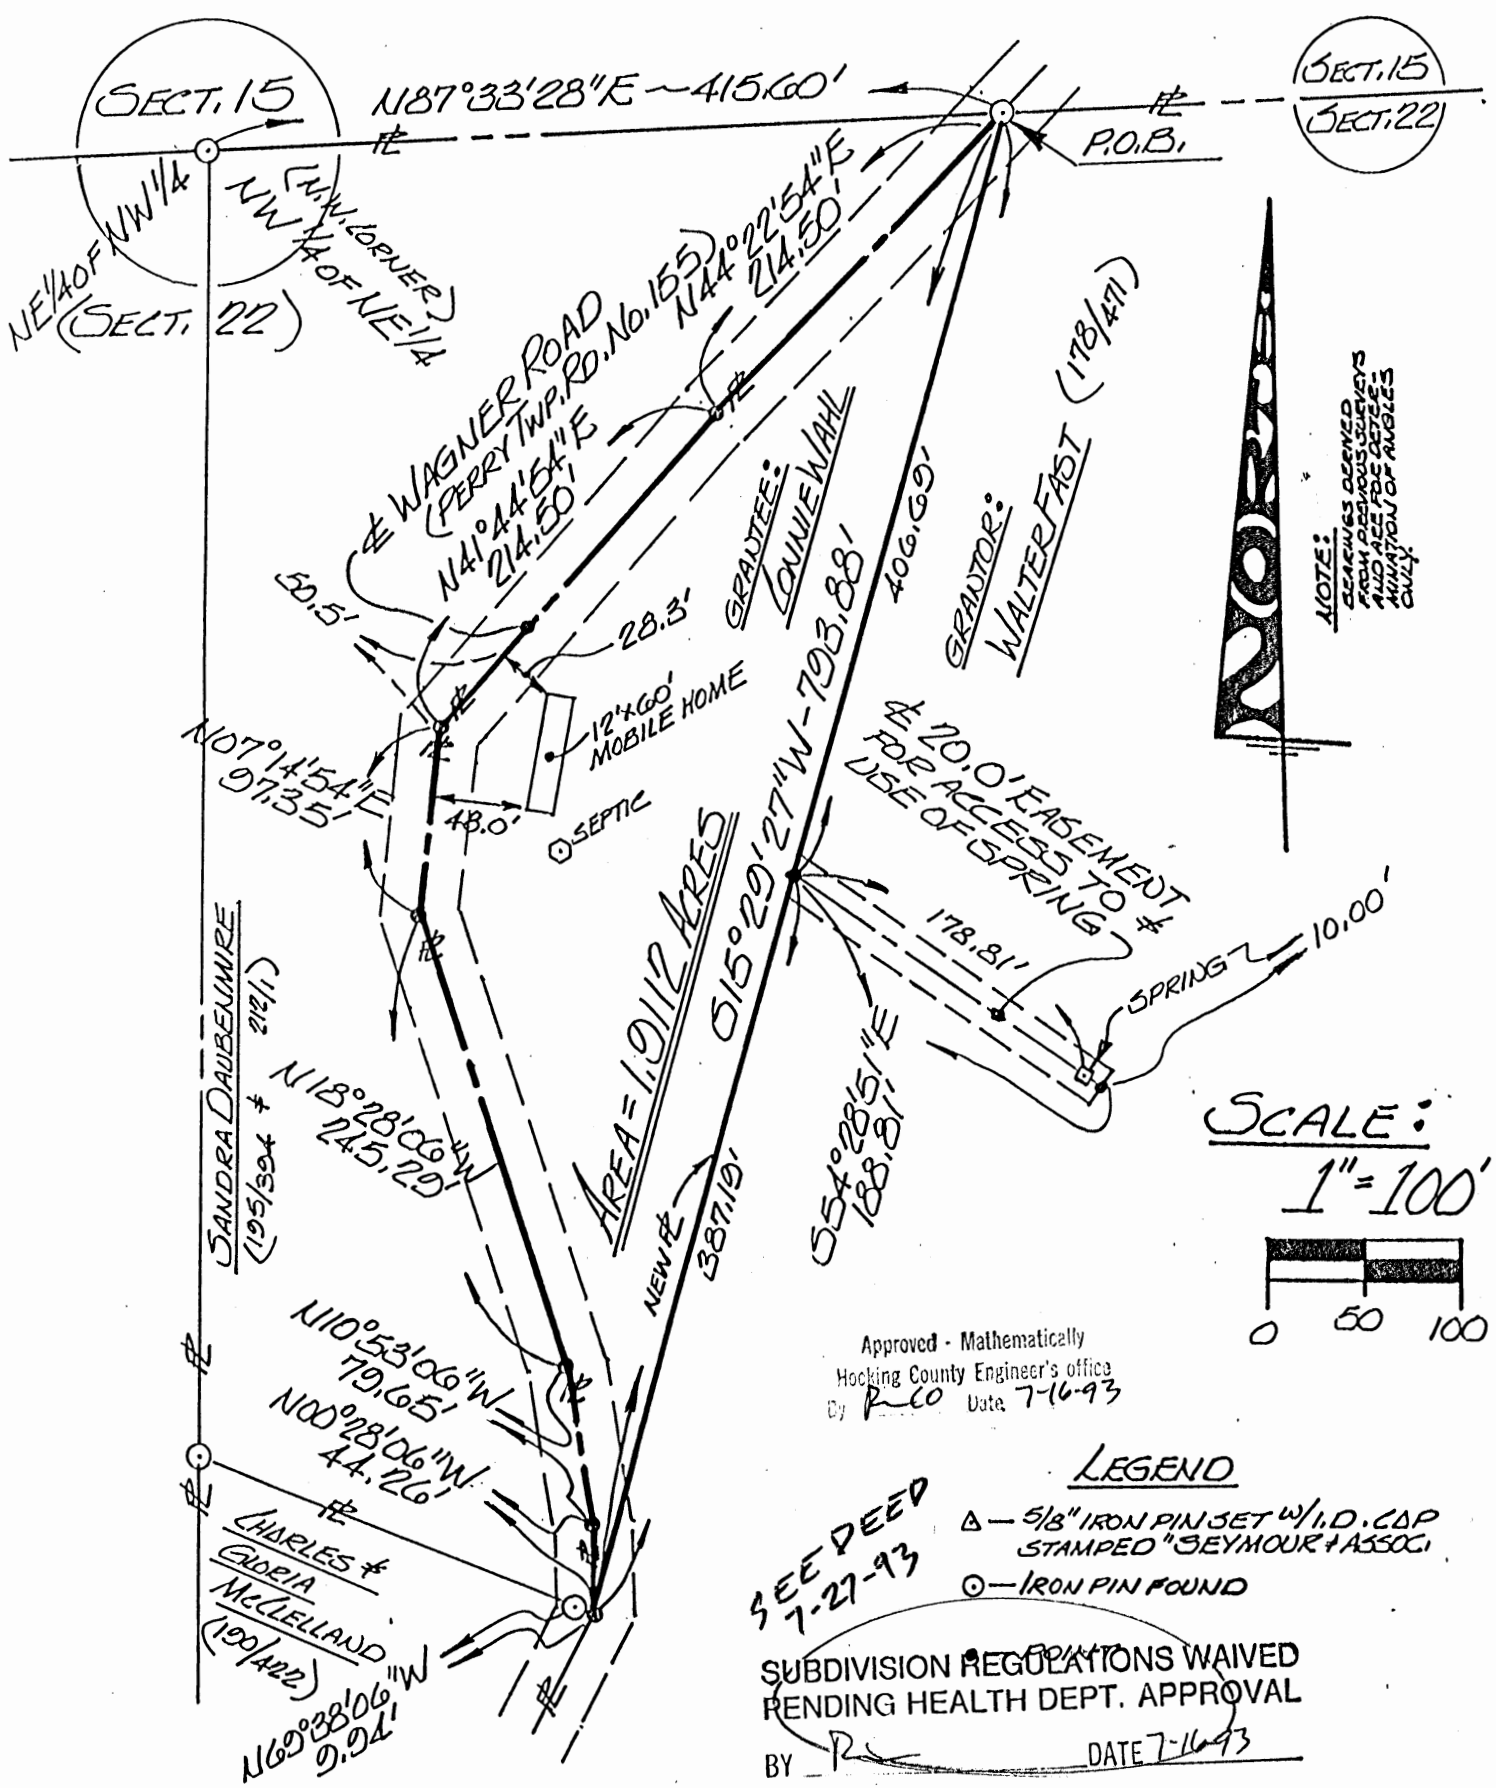 SECT. 15
N87°33'28"E ~ 415.60'
SECT. 15
SECT. 22
P.O.B.
NE 1/4 OF NW 1/4
(N.W. CORNER)
NW 1/4 OF NE 1/4
(SECT. 22)
℄ WAGNER ROAD
(PERRY TWP. RD. No. 155)
N44°22'54"E
214.50'
N41°44'54"E
214.50'
50.5'
28.3'
GRANTEE:
LONNIE WAHL
406.69'
GRANTOR:
WALTER FAST (178/471)
NORTH
NOTE:
BEARINGS DERIVED
FROM PREVIOUS SURVEYS
AND ARE FOR DETER-
MINATION OF ANGLES
ONLY.
12'x60'
MOBILE HOME
N07°14'54"E
97.35'
48.0'
SEPTIC
S15°29'27"W - 793.88'
AREA = 1.9112 ACRES
℄ 20.0' EASEMENT
FOR ACCESS TO &
USE OF SPRING
178.81'
SPRING
10.00'
S54°28'51"E
188.81'
SANDRA DAUBENMIRE
(195/394 & 212/1)
N18°28'06"W
245.29'
NEW ℞
387.19'
SCALE:
1" = 100'
0 50 100
N10°53'06"W
79.65'
N00°28'06"W
44.26'
Approved - Mathematically
Hocking County Engineer's office
By Date 7-16-93
CHARLES &
GLORIA
McCLELLAND
(190/422)
N69°38'06"W
9.94'
LEGEND
△ — 5/8" IRON PIN SET W/I.D. CAP
STAMPED "SEYMOUR & ASSOC.
⊙ — IRON PIN FOUND
• — POINT
SEE DEED
7-27-93
SUBDIVISION REGULATIONS WAIVED
PENDING HEALTH DEPT. APPROVAL
BY DATE 7-16-93